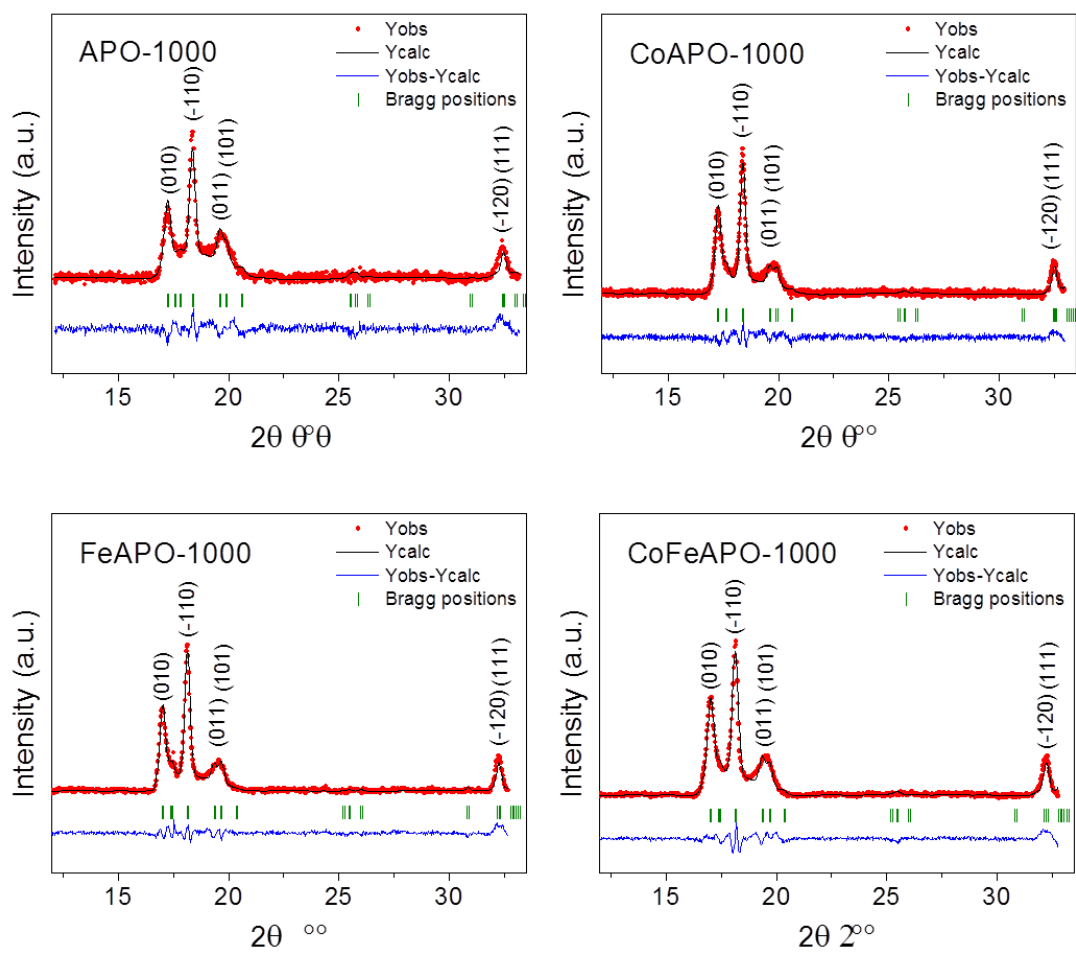 APO-1000
Yobs
Ycalc
Yobs-Ycalc
Bragg positions
(010)
(-110)
(011) (101)
(-120) (111)
Intensity (a.u.)
15 20 25 30
2θ θ°θ
CoAPO-1000
Yobs
Ycalc
Yobs-Ycalc
Bragg positions
(010)
(-110)
(011) (101)
(-120) (111)
Intensity (a.u.)
15 20 25 30
2θ θ°°
FeAPO-1000
Yobs
Ycalc
Yobs-Ycalc
Bragg positions
(010)
(-110)
(011) (101)
(-120) (111)
Intensity (a.u.)
15 20 25 30
2θ °°
CoFeAPO-1000
Yobs
Ycalc
Yobs-Ycalc
Bragg positions
(010)
(-110)
(011) (101)
(-120) (111)
Intensity (a.u.)
15 20 25 30
2θ 2°°